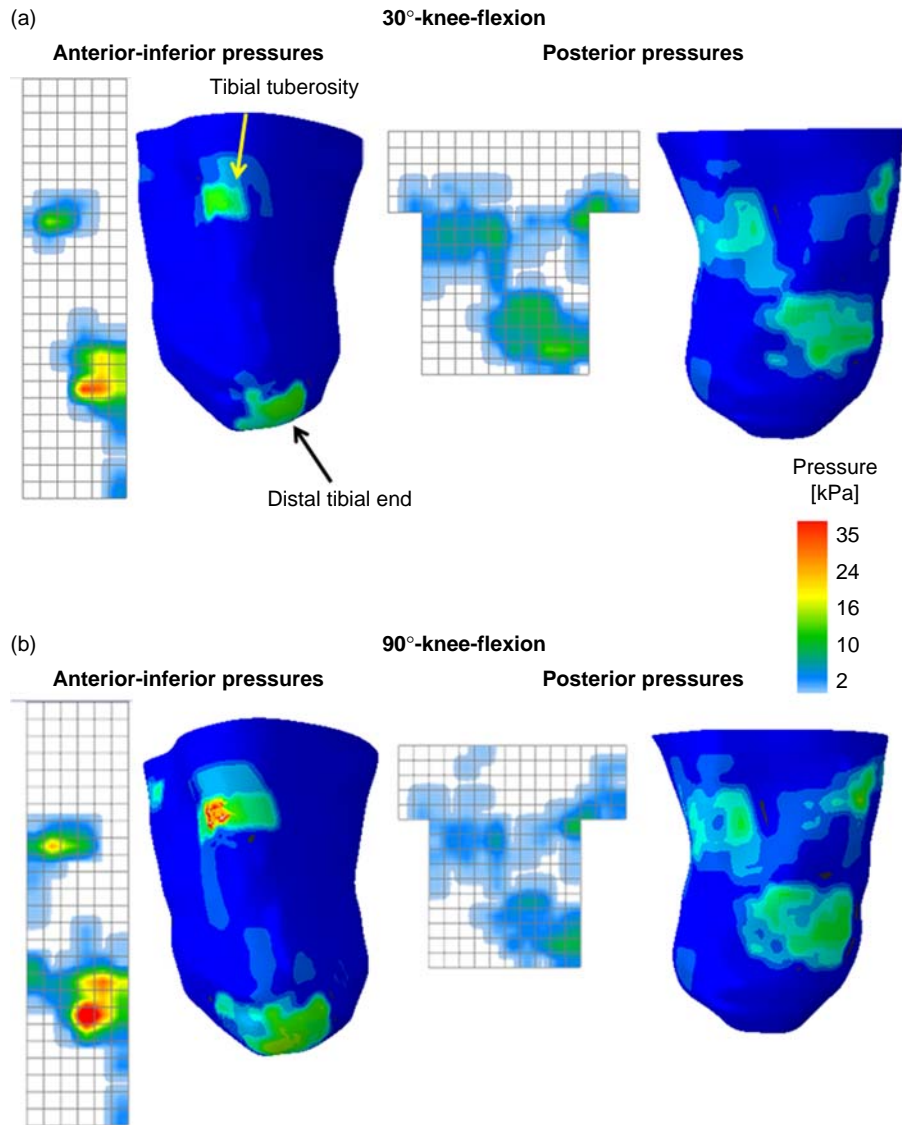 (a)
30°-knee-flexion
Anterior-inferior pressures
Posterior pressures
Tibial tuberosity
Distal tibial end
Pressure
[kPa]
35
24
16
10
2
(b)
90°-knee-flexion
Anterior-inferior pressures
Posterior pressures